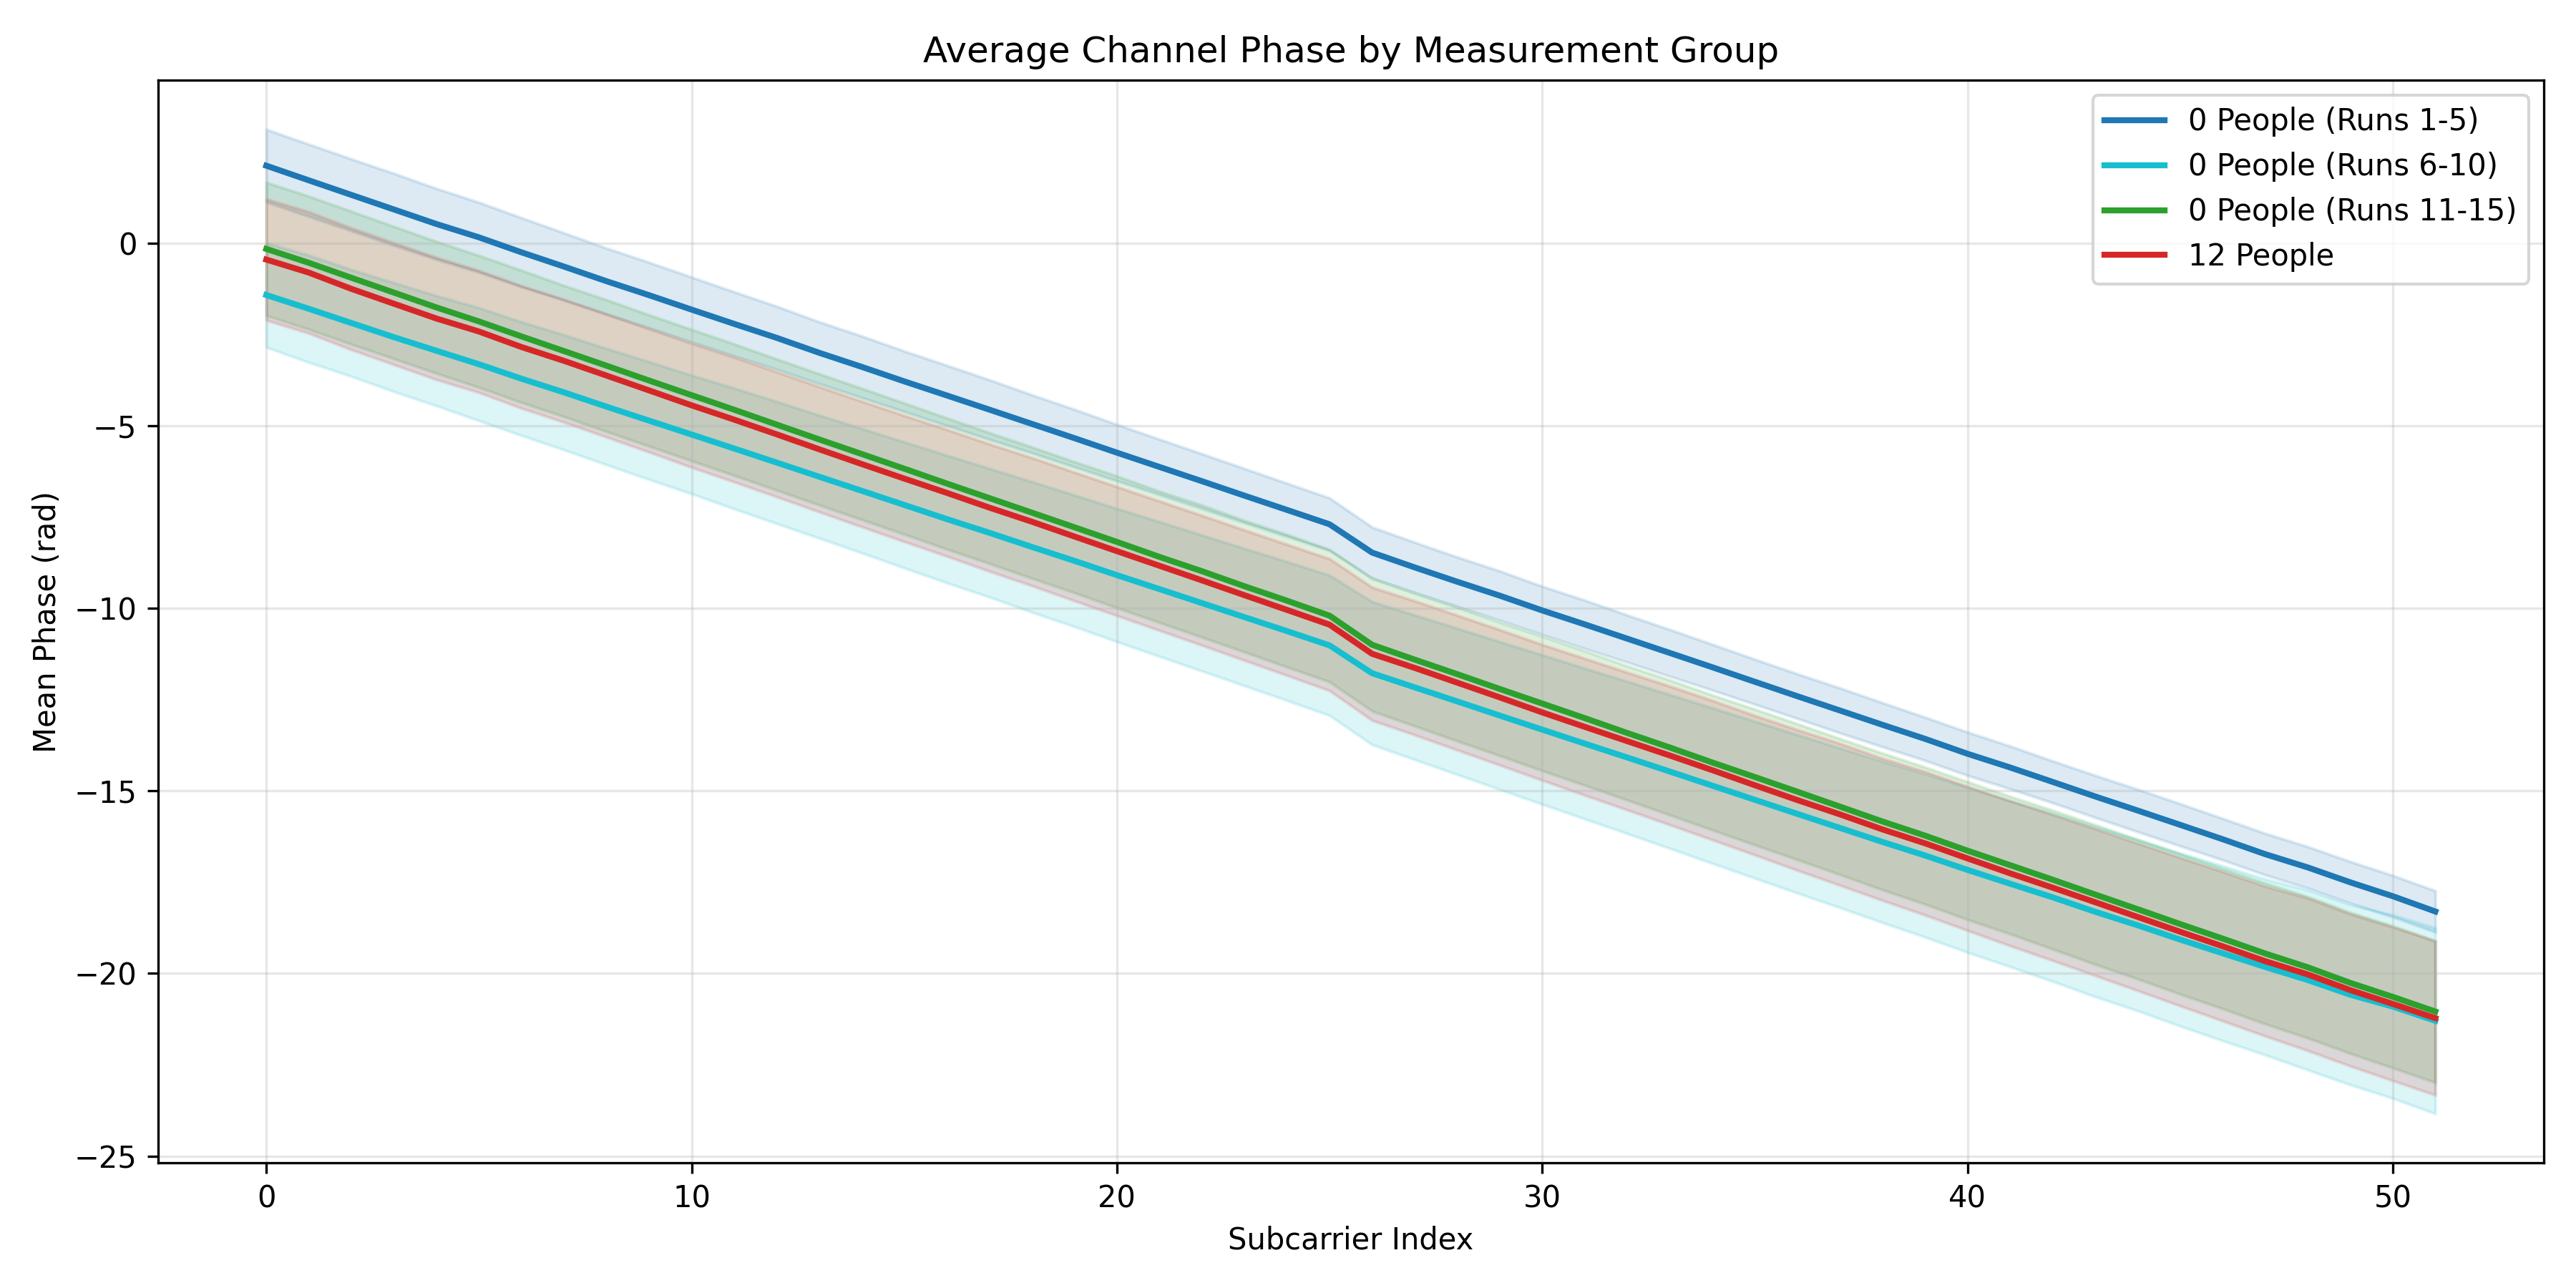 Average Channel Phase by Measurement Group
0 People (Runs 1-5)
0 People (Runs 6-10)
0 People (Runs 11-15)
12 People
Mean Phase (rad)
0
−5
−10
−15
−20
−25
0 10 20 30 40 50
Subcarrier Index